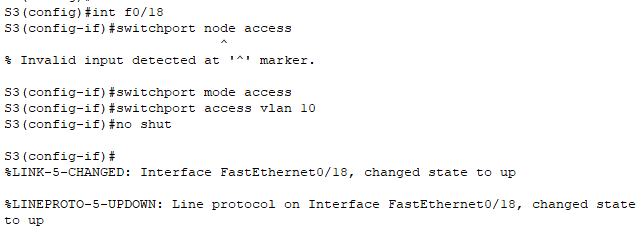 S3(config)#int f0/18
S3(config-if)#switchport node access
^
% Invalid input detected at '^' marker.
S3(config-if)#switchport mode access
S3(config-if)#switchport access vlan 10
S3(config-if)#no shut
S3(config-if)#
%LINK-5-CHANGED: Interface FastEthernet0/18, changed state to up
%LINEPROTO-5-UPDOWN: Line protocol on Interface FastEthernet0/18, changed state
to up